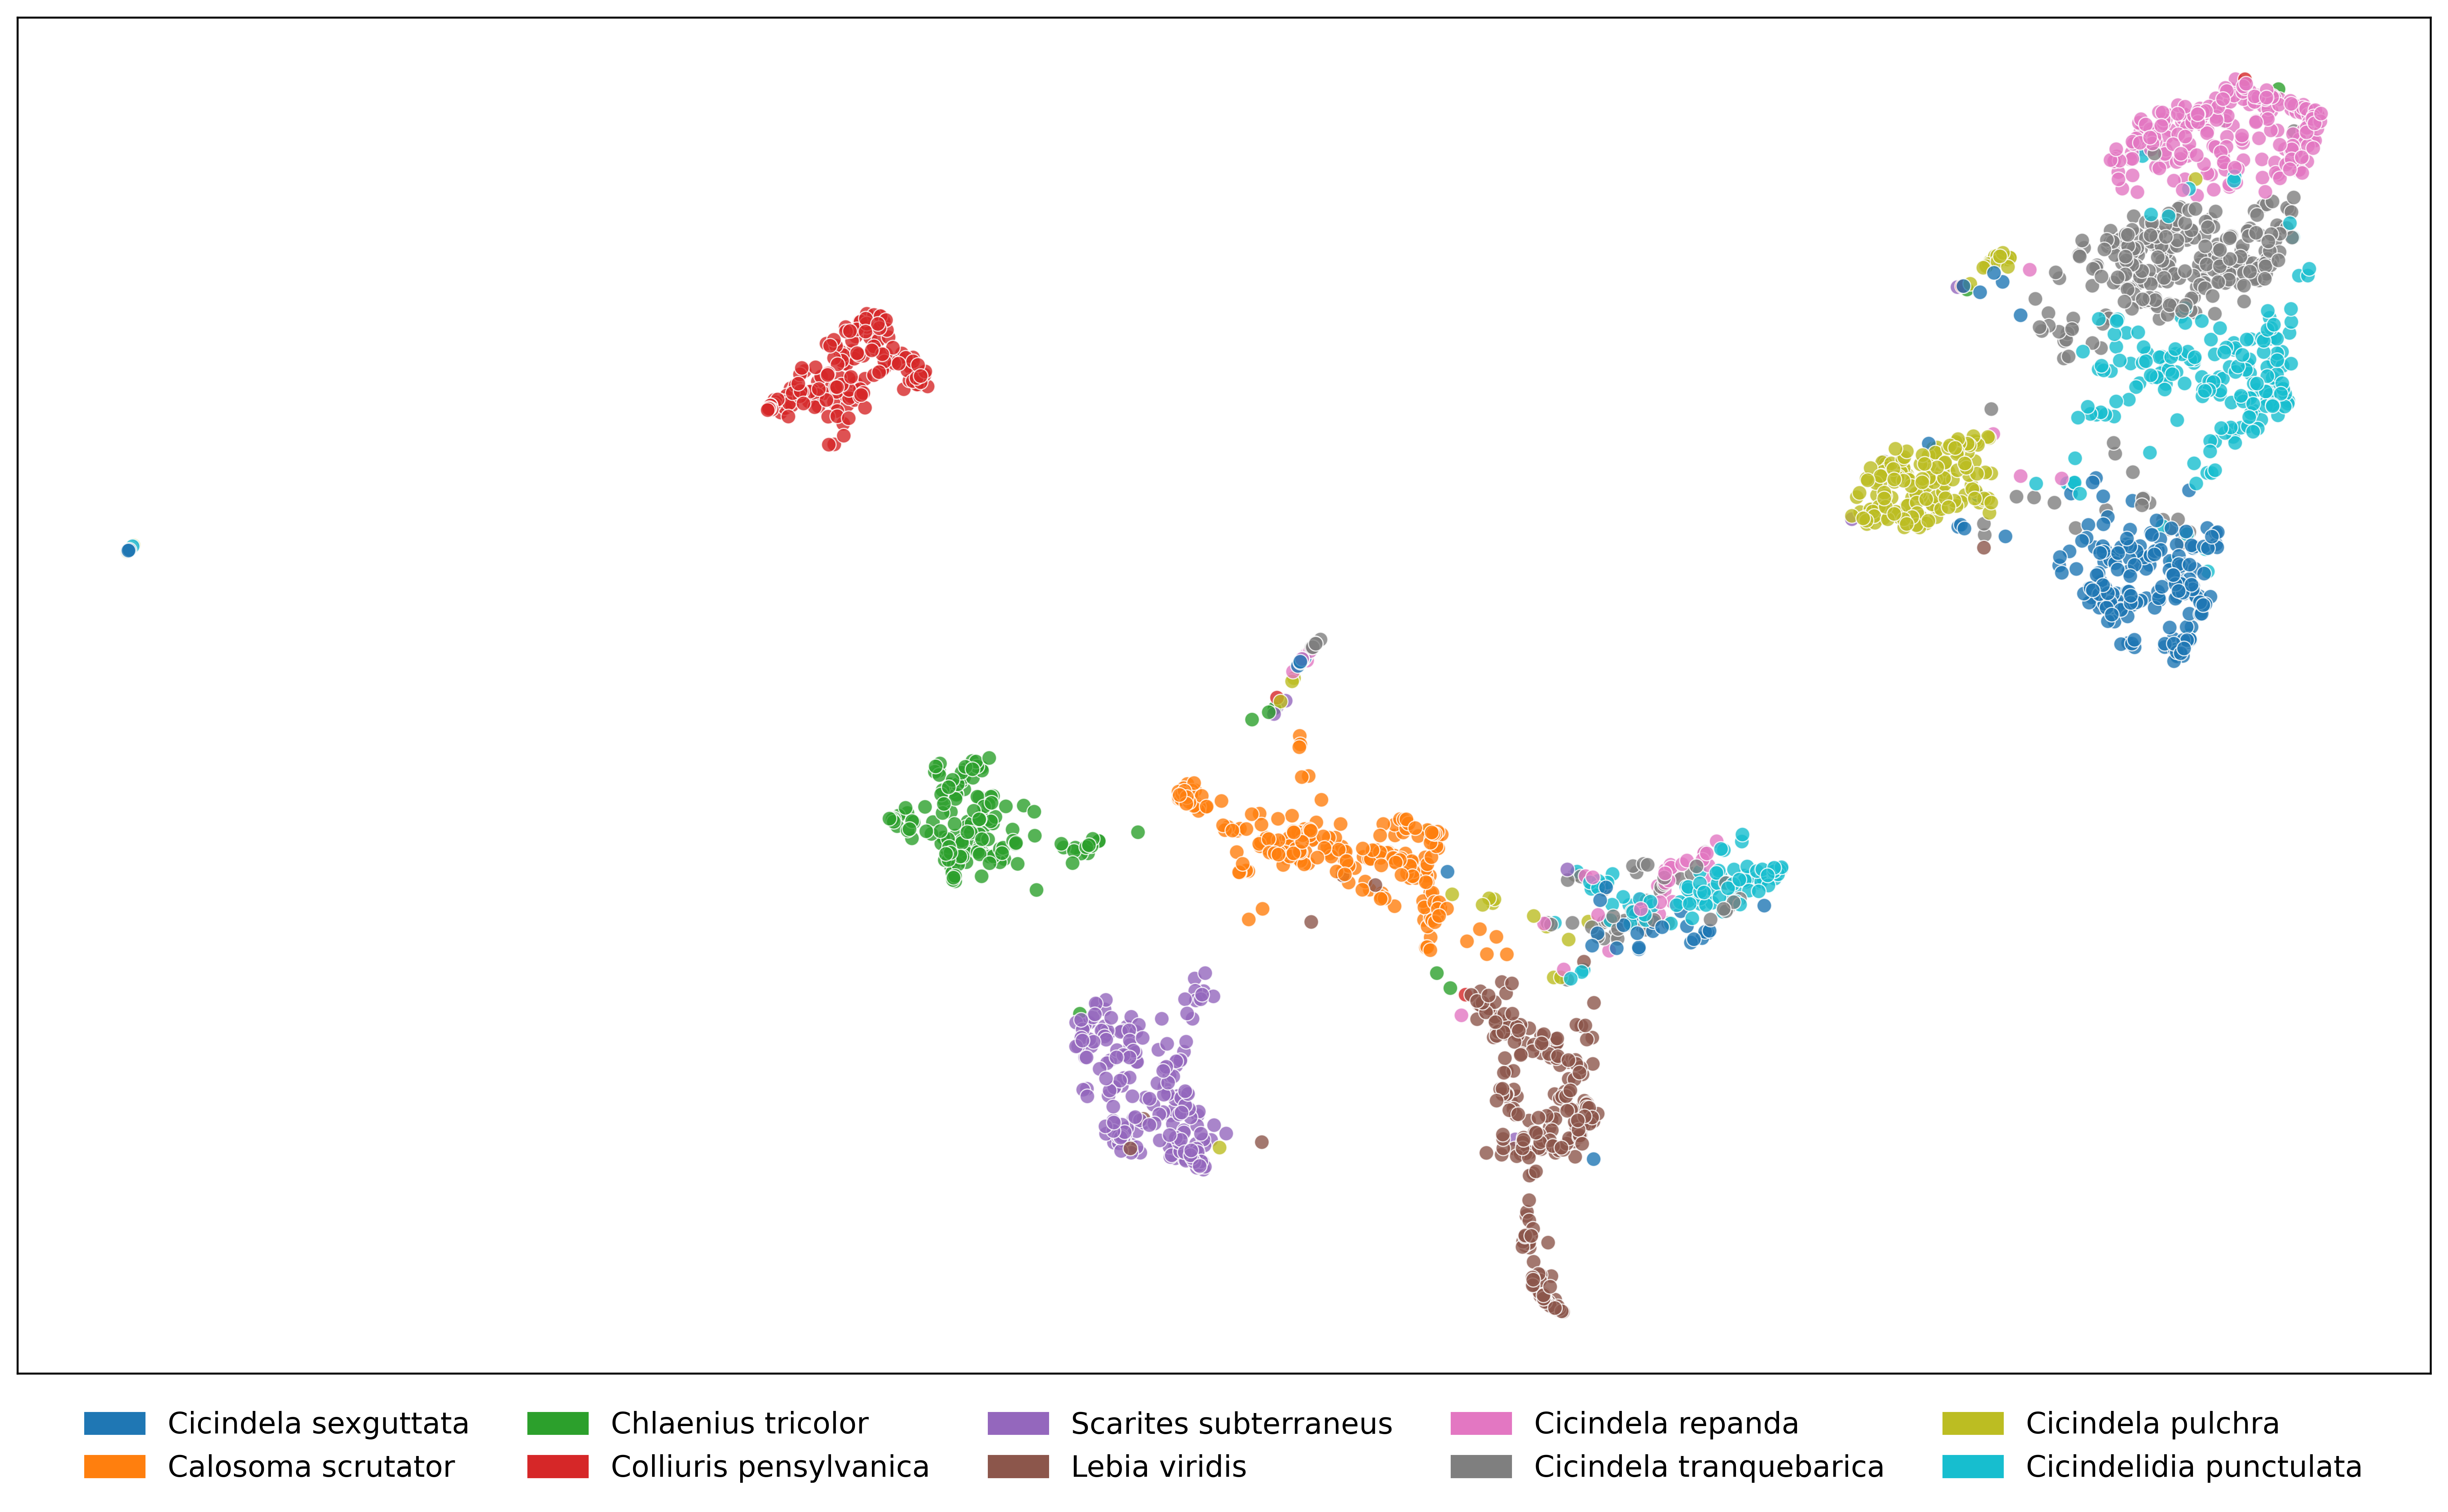 Cicindela sexguttata Chlaenius tricolor Scarites subterraneus Cicindela repanda Cicindela pulchra
Calosoma scrutator Colliuris pensylvanica Lebia viridis Cicindela tranquebarica Cicindelidia punctulata